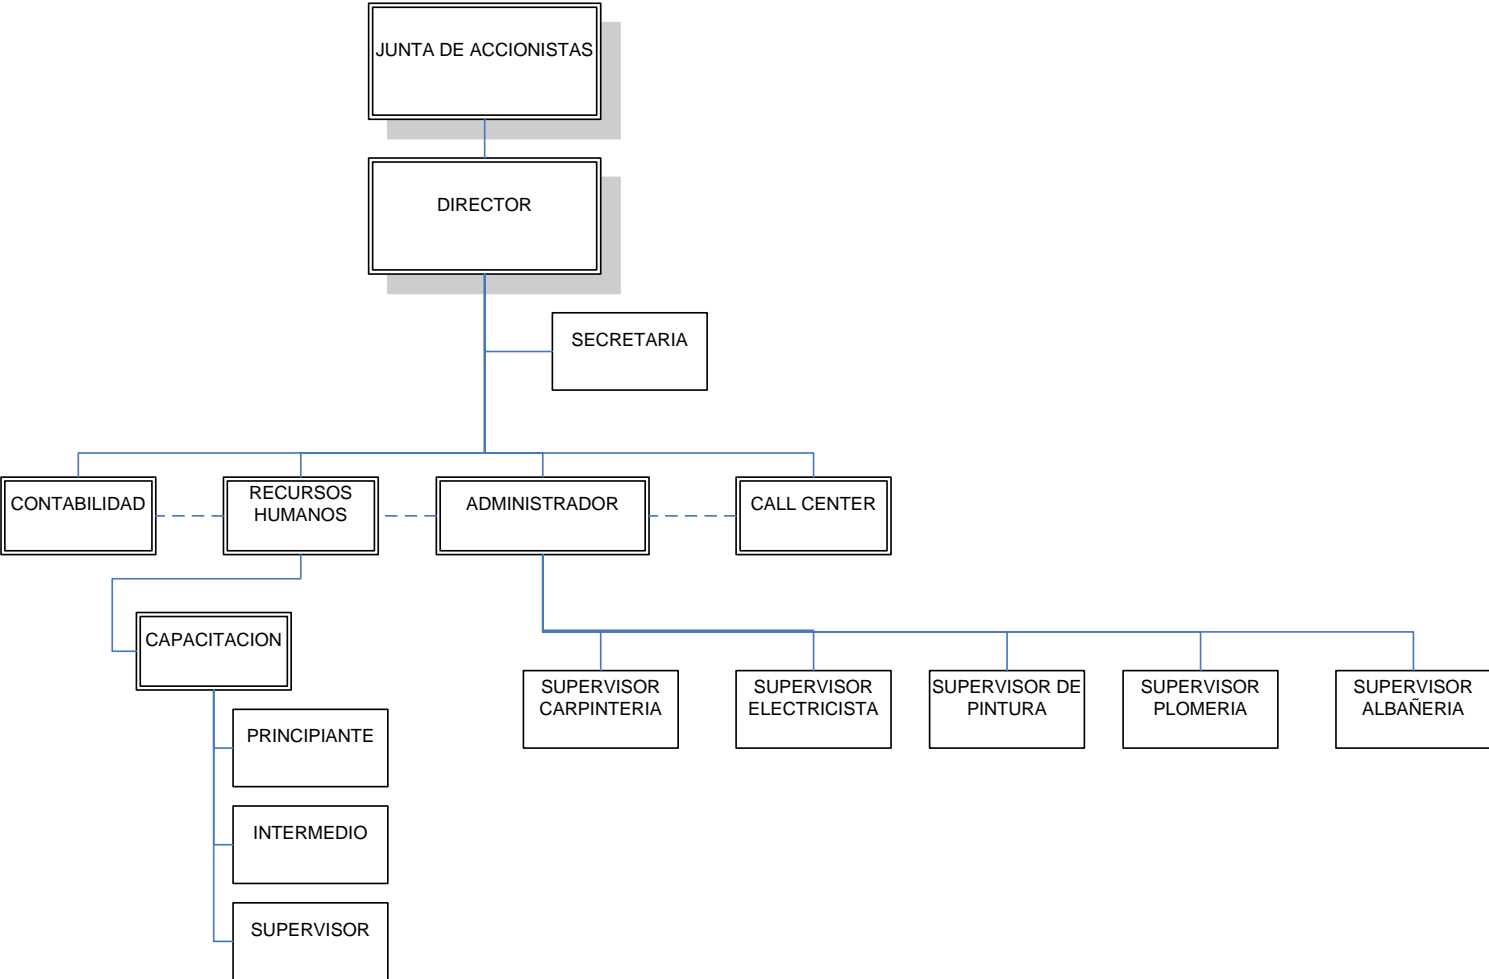 JUNTA DE ACCIONISTAS
DIRECTOR
SECRETARIA
CONTABILIDAD
RECURSOS
HUMANOS
ADMINISTRADOR
CALL CENTER
CAPACITACION
SUPERVISOR
CARPINTERIA
SUPERVISOR
ELECTRICISTA
SUPERVISOR DE
PINTURA
SUPERVISOR
PLOMERIA
SUPERVISOR
ALBAÑERIA
PRINCIPIANTE
INTERMEDIO
SUPERVISOR